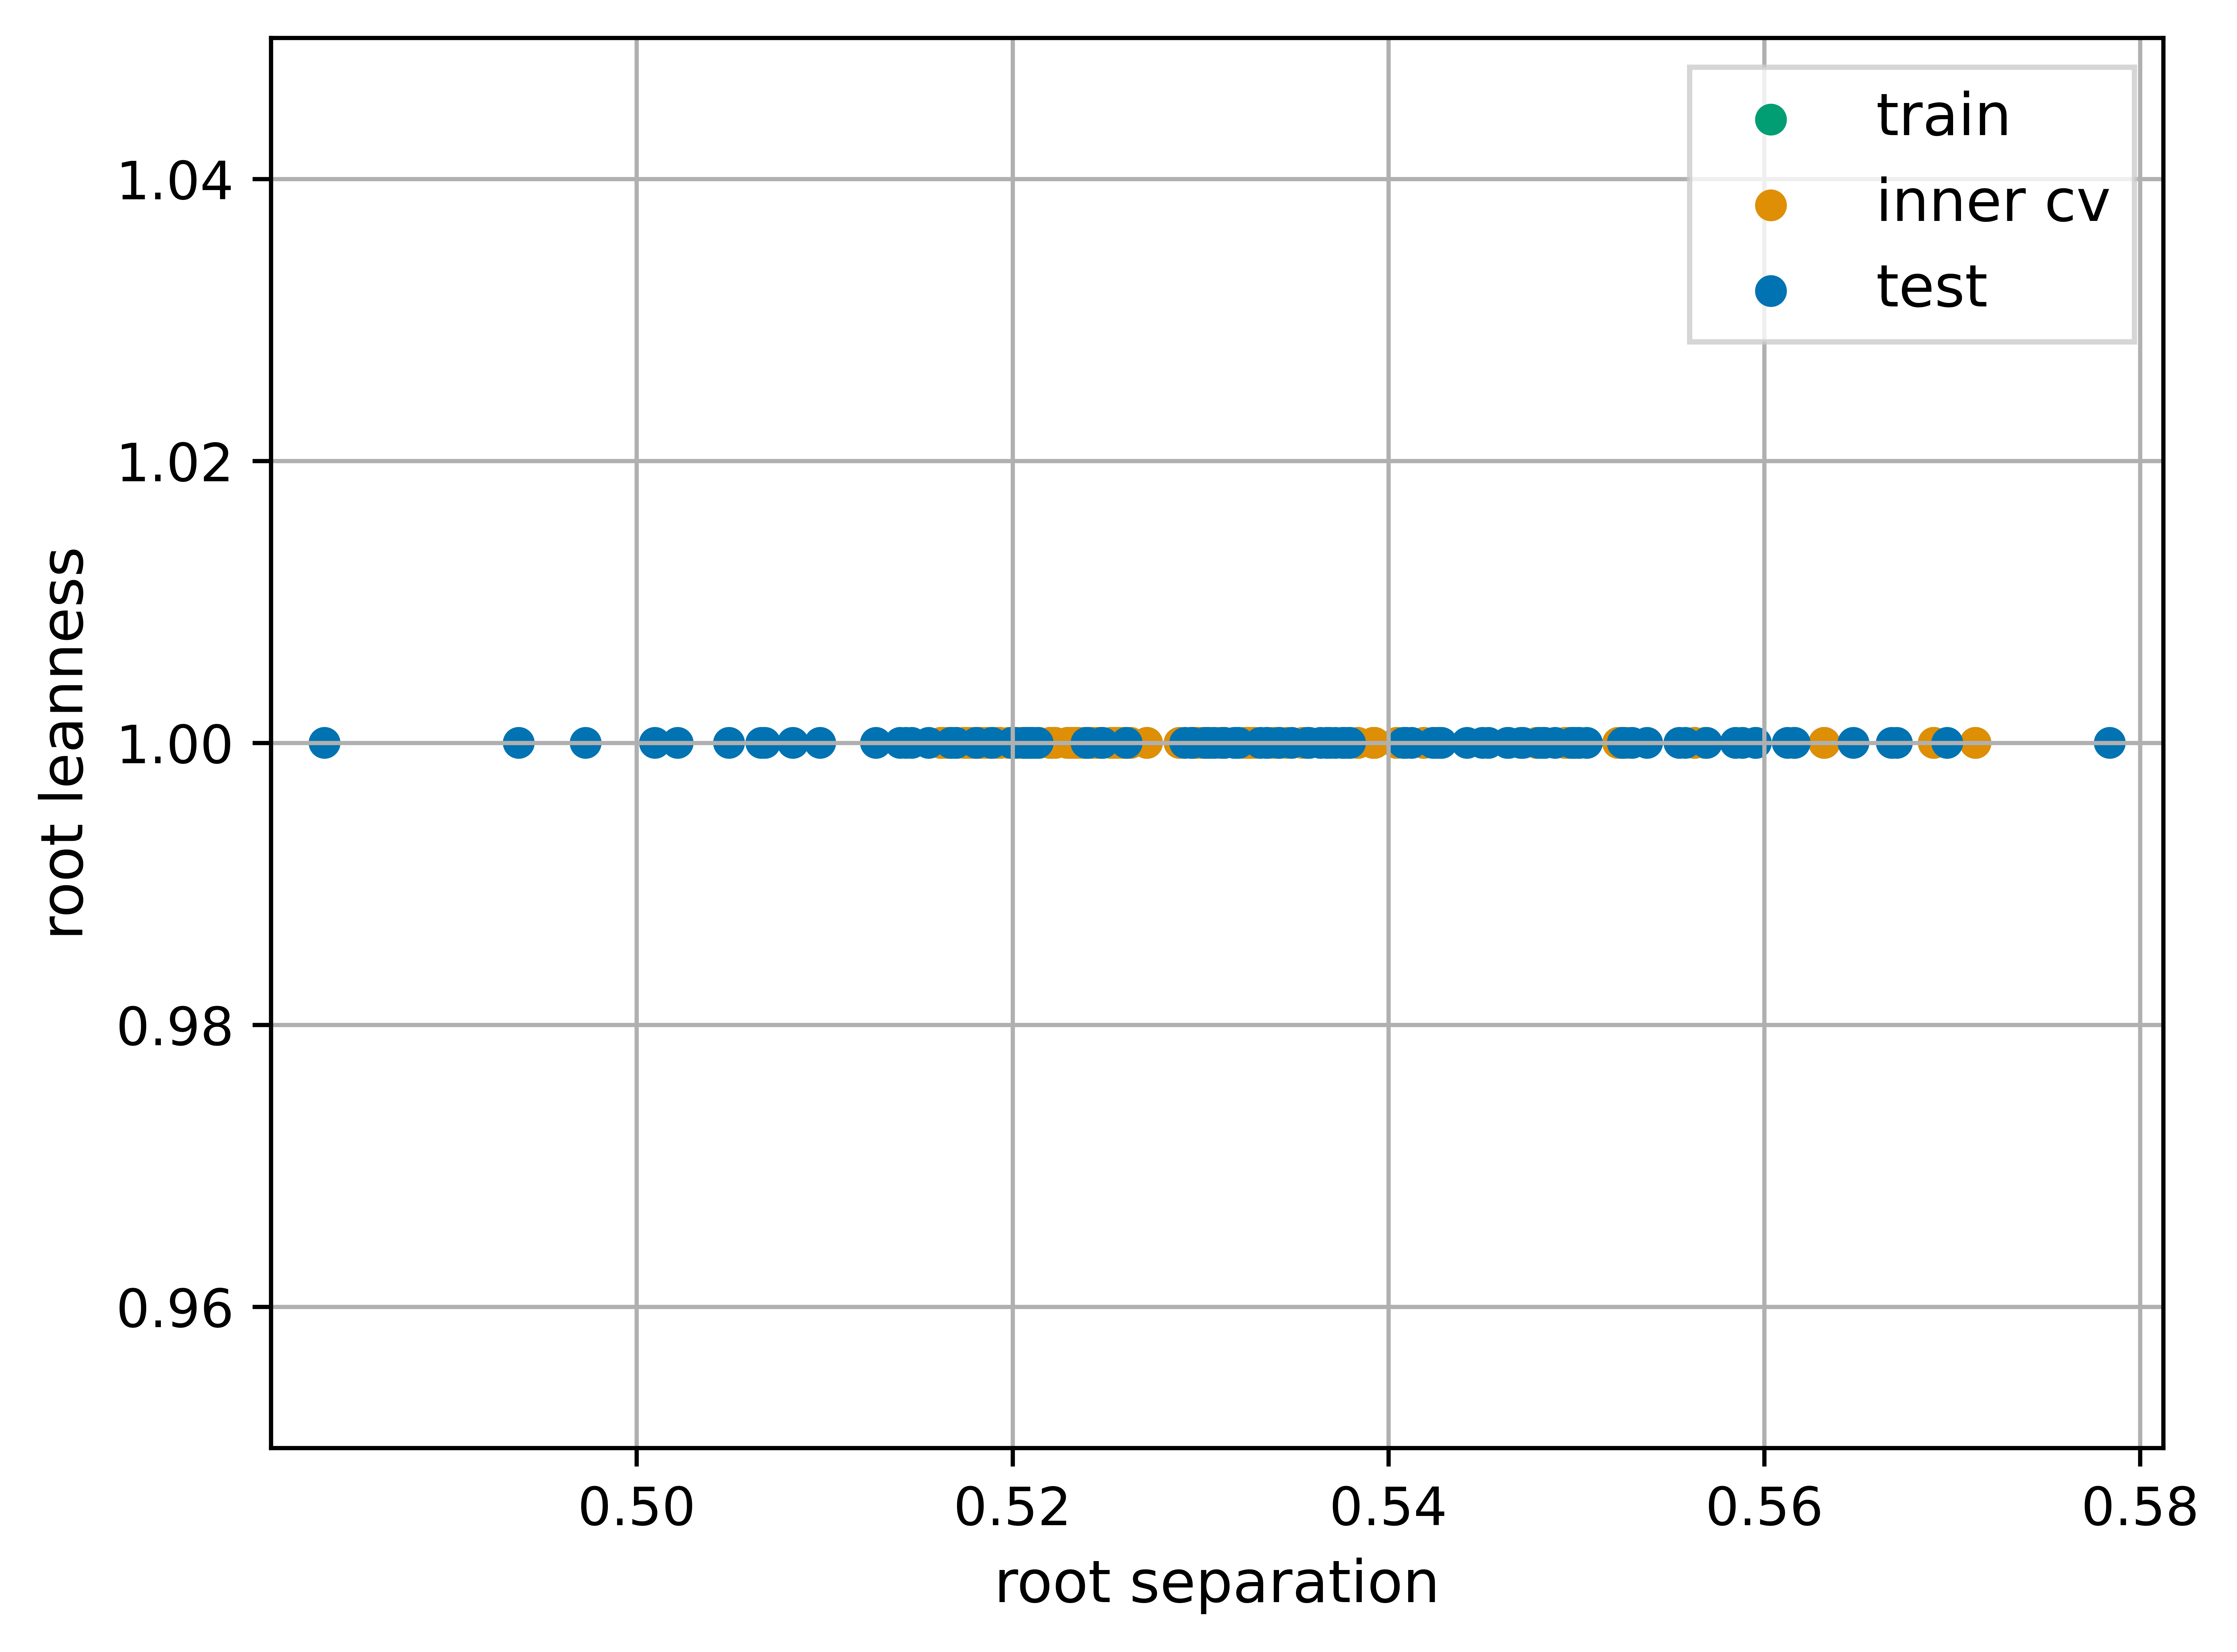 train
inner cv
test
1.04
1.02
1.00
0.98
0.96
root leanness
0.50 0.52 0.54 0.56 0.58
root separation